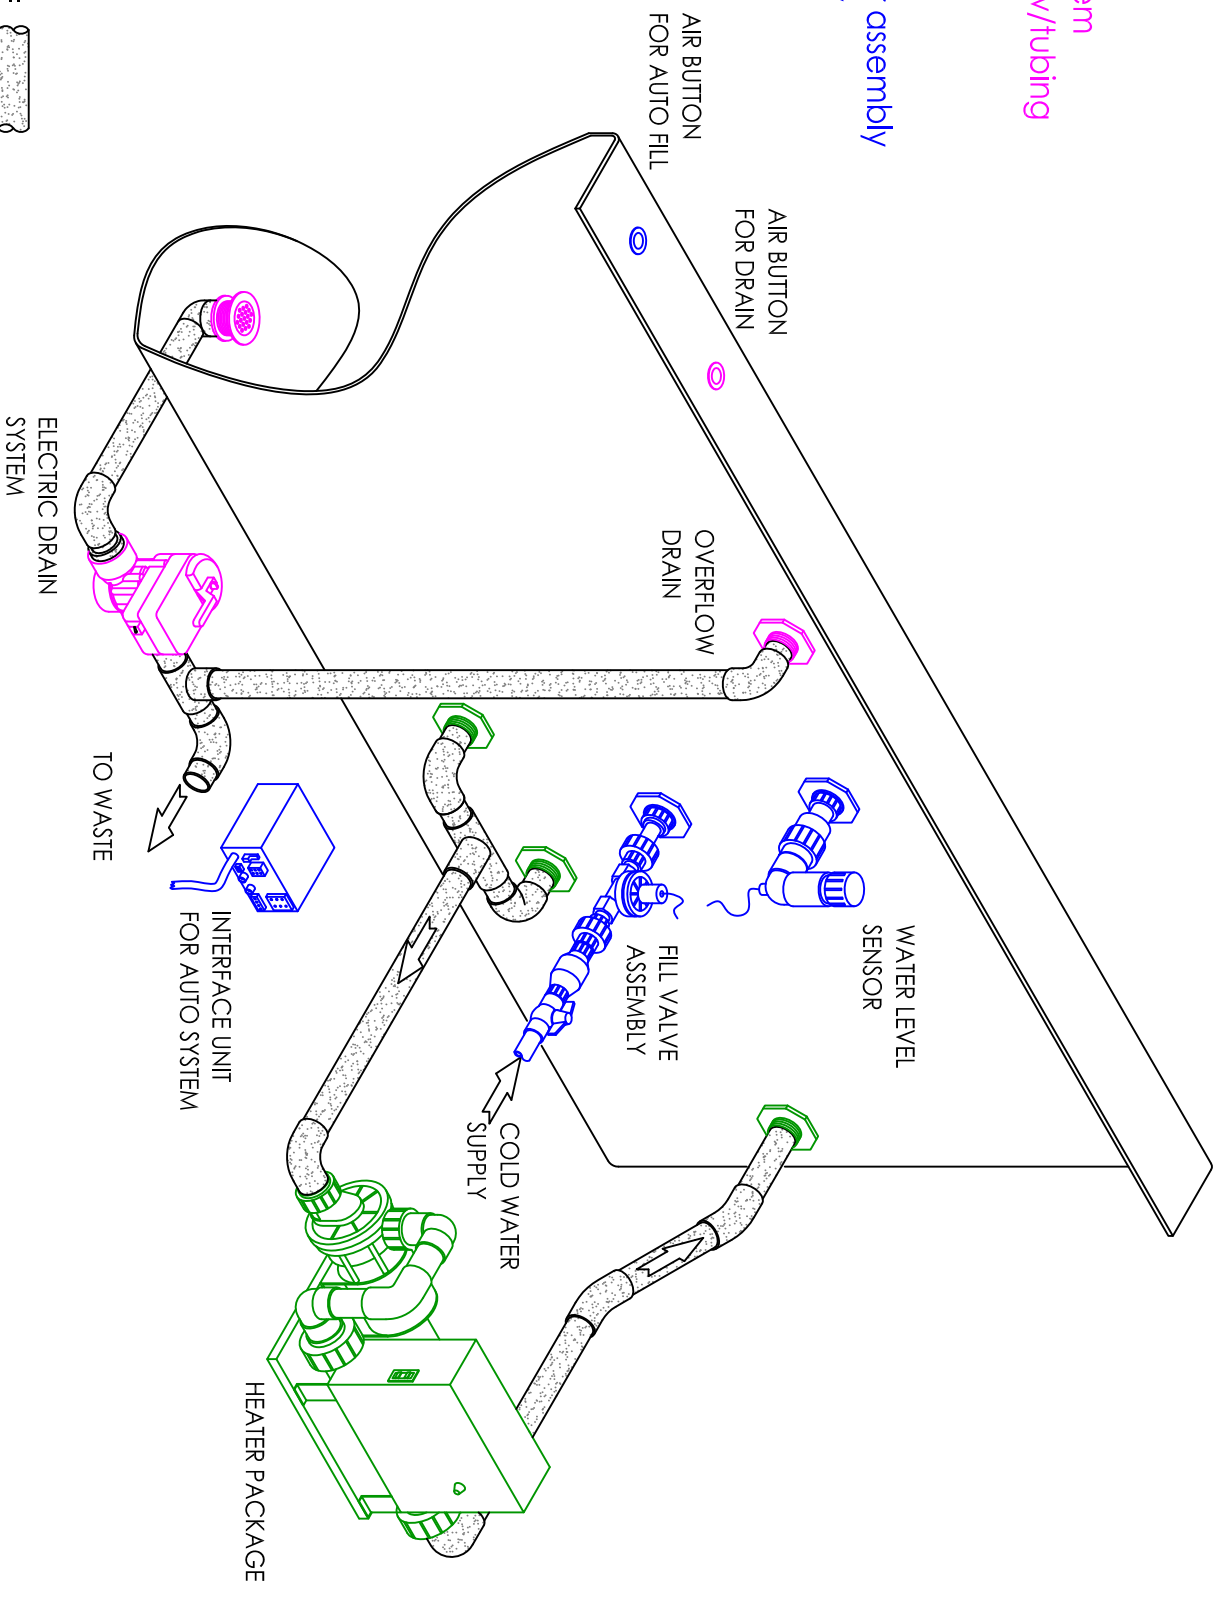 w/tubing
assembly
AIR BUTTON
FOR AUTO FILL
AIR BUTTON
FOR DRAIN
OVERFLOW
DRAIN
ELECTRIC DRAIN
SYSTEM
TO WASTE
WATER LEVEL
SENSOR
FILL VALVE
ASSEMBLY
INTERFACE UNIT
FOR AUTO SYSTEM
COLD WATER
SUPPLY
HEATER PACKAGE